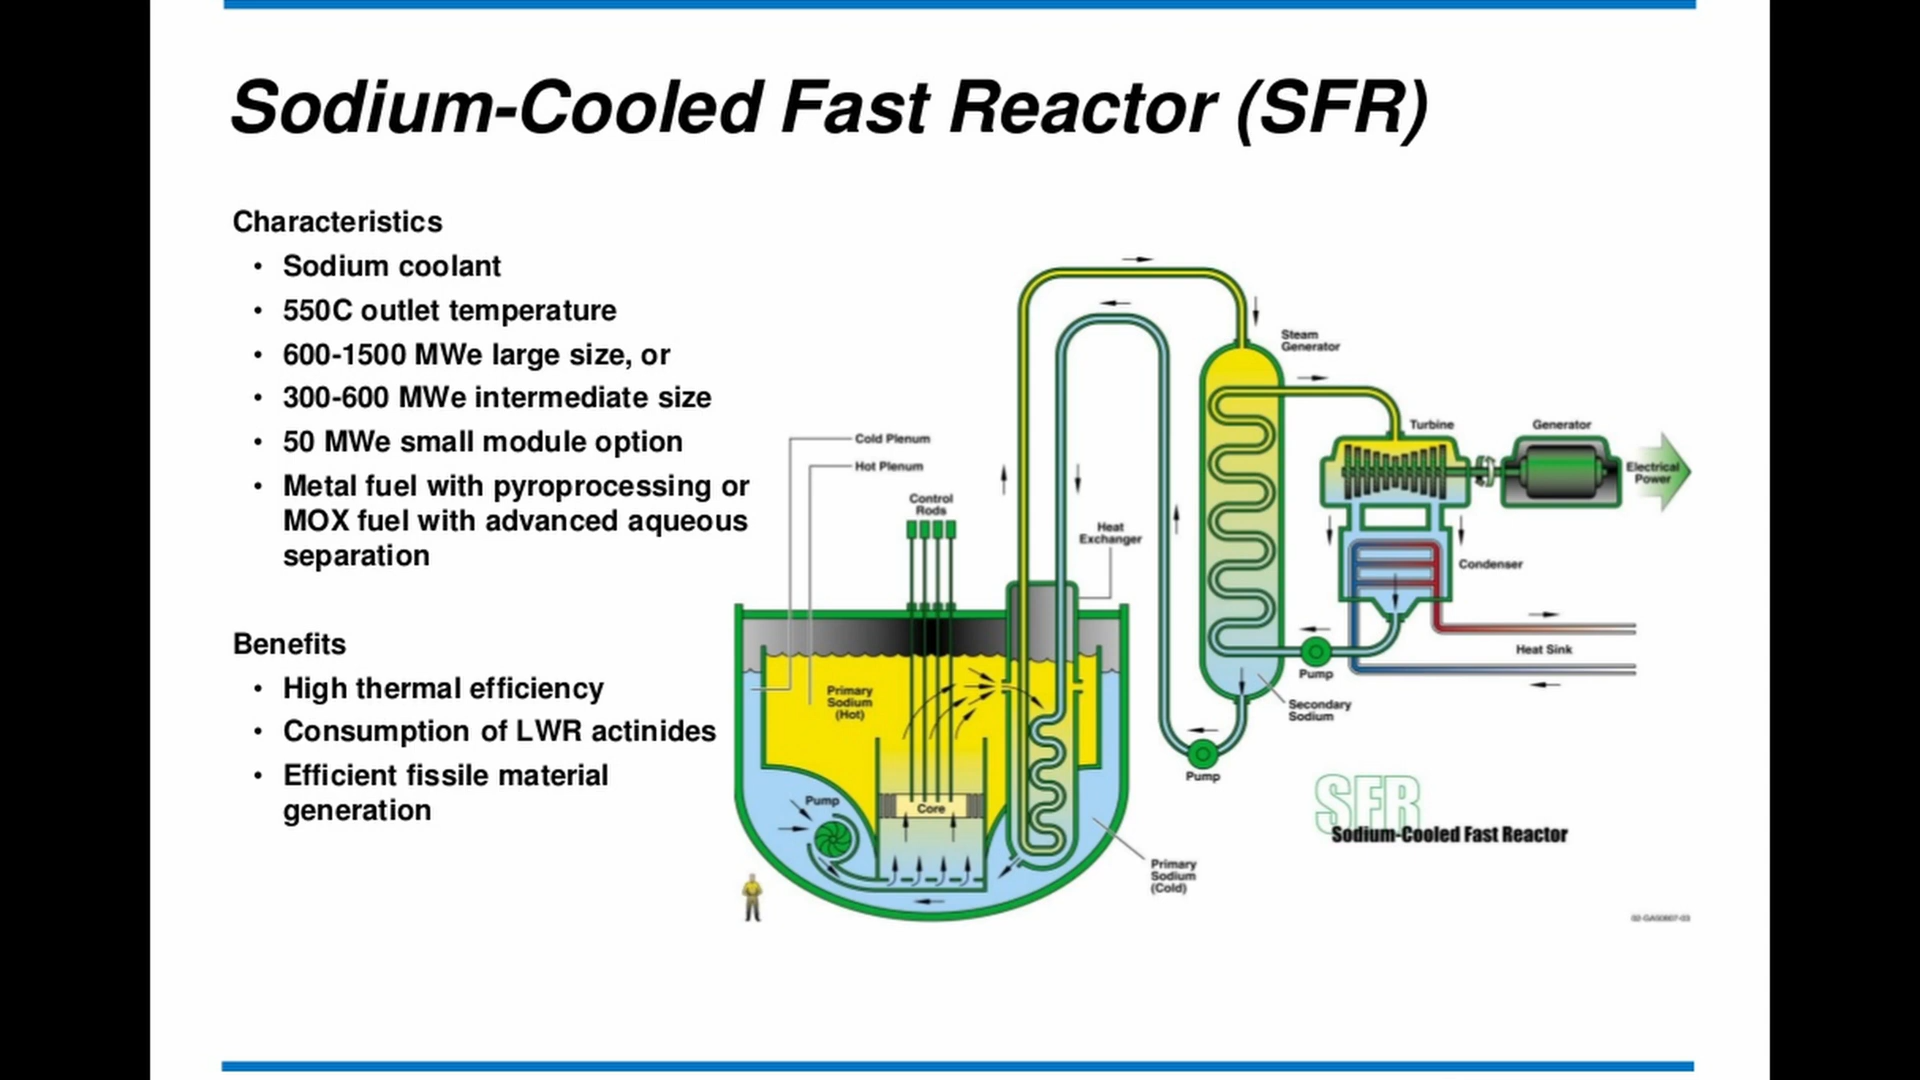 Sodium-Cooled Fast Reactor (SFR)
Characteristics
• Sodium coolant
• 550C outlet temperature
• 600-1500 MWe large size, or
• 300-600 MWe intermediate size
• 50 MWe small module option
• Metal fuel with pyroprocessing or
MOX fuel with advanced aqueous
separation
Benefits
• High thermal efficiency
• Consumption of LWR actinides
• Efficient fissile material
generation
Cold Plenum
Hot Plenum
Control
Rods
Heat
Exchanger
Steam
Generator
Turbine
Generator
Electrical
Power
Condenser
Heat Sink
Pump
Secondary
Sodium
Pump
Primary
Sodium
(Hot)
Pump
Core
Primary
Sodium
(Cold)
SFR
Sodium-Cooled Fast Reactor